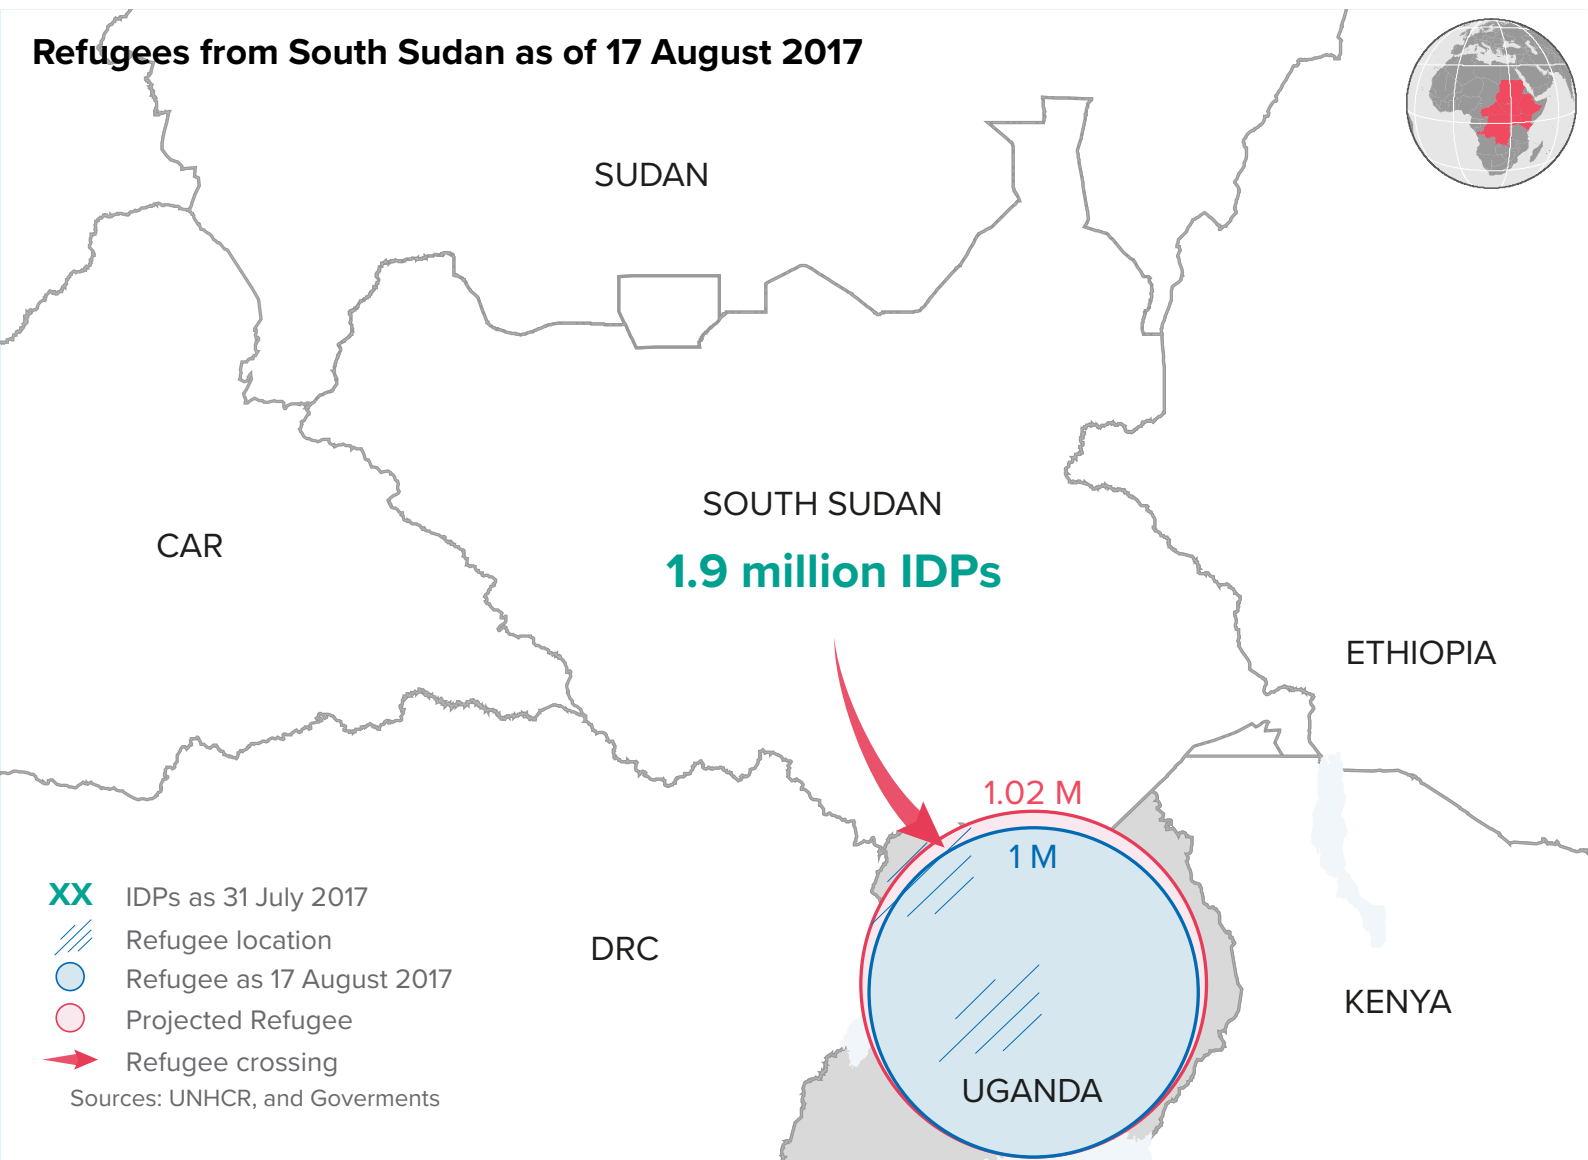 Refugees from South Sudan as of 17 August 2017
SUDAN
SOUTH SUDAN
1.9 million IDPs
CAR
ETHIOPIA
1.02 M
1 M
DRC
KENYA
UGANDA
XX IDPs as 31 July 2017
Refugee location
Refugee as 17 August 2017
Projected Refugee
Refugee crossing
Sources: UNHCR, and Goverments